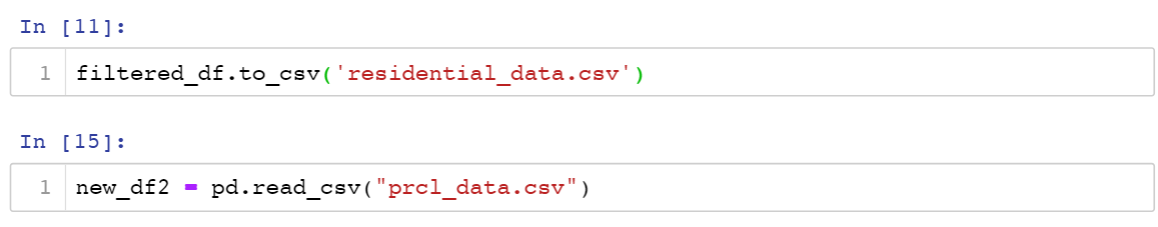 In [11]:
1 filtered_df.to_csv('residential_data.csv')
In [15]:
1 new_df2 = pd.read_csv("prcl_data.csv")